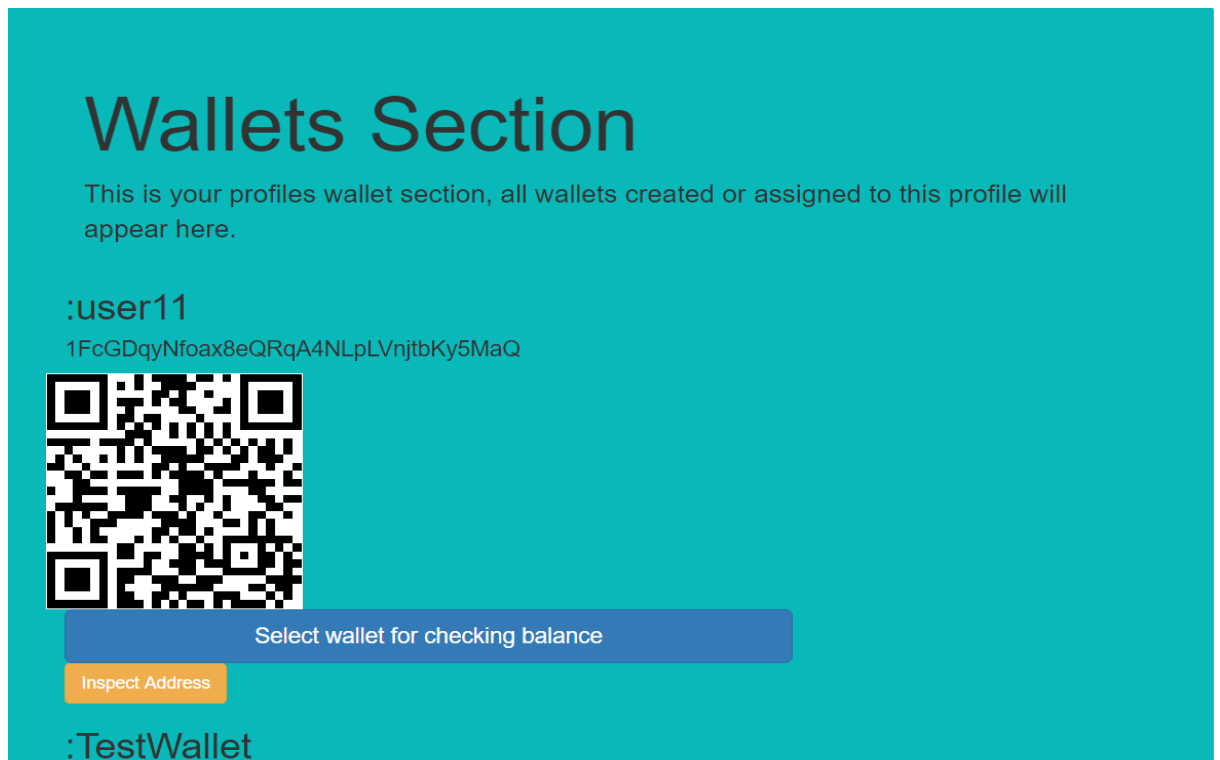 Wallets Section
This is your profiles wallet section, all wallets created or assigned to this profile will
appear here.
:user11
1FcGDqyNfoax8eQRqA4NLpLVnjtbKy5MaQ
Select wallet for checking balance
Inspect Address
:TestWallet